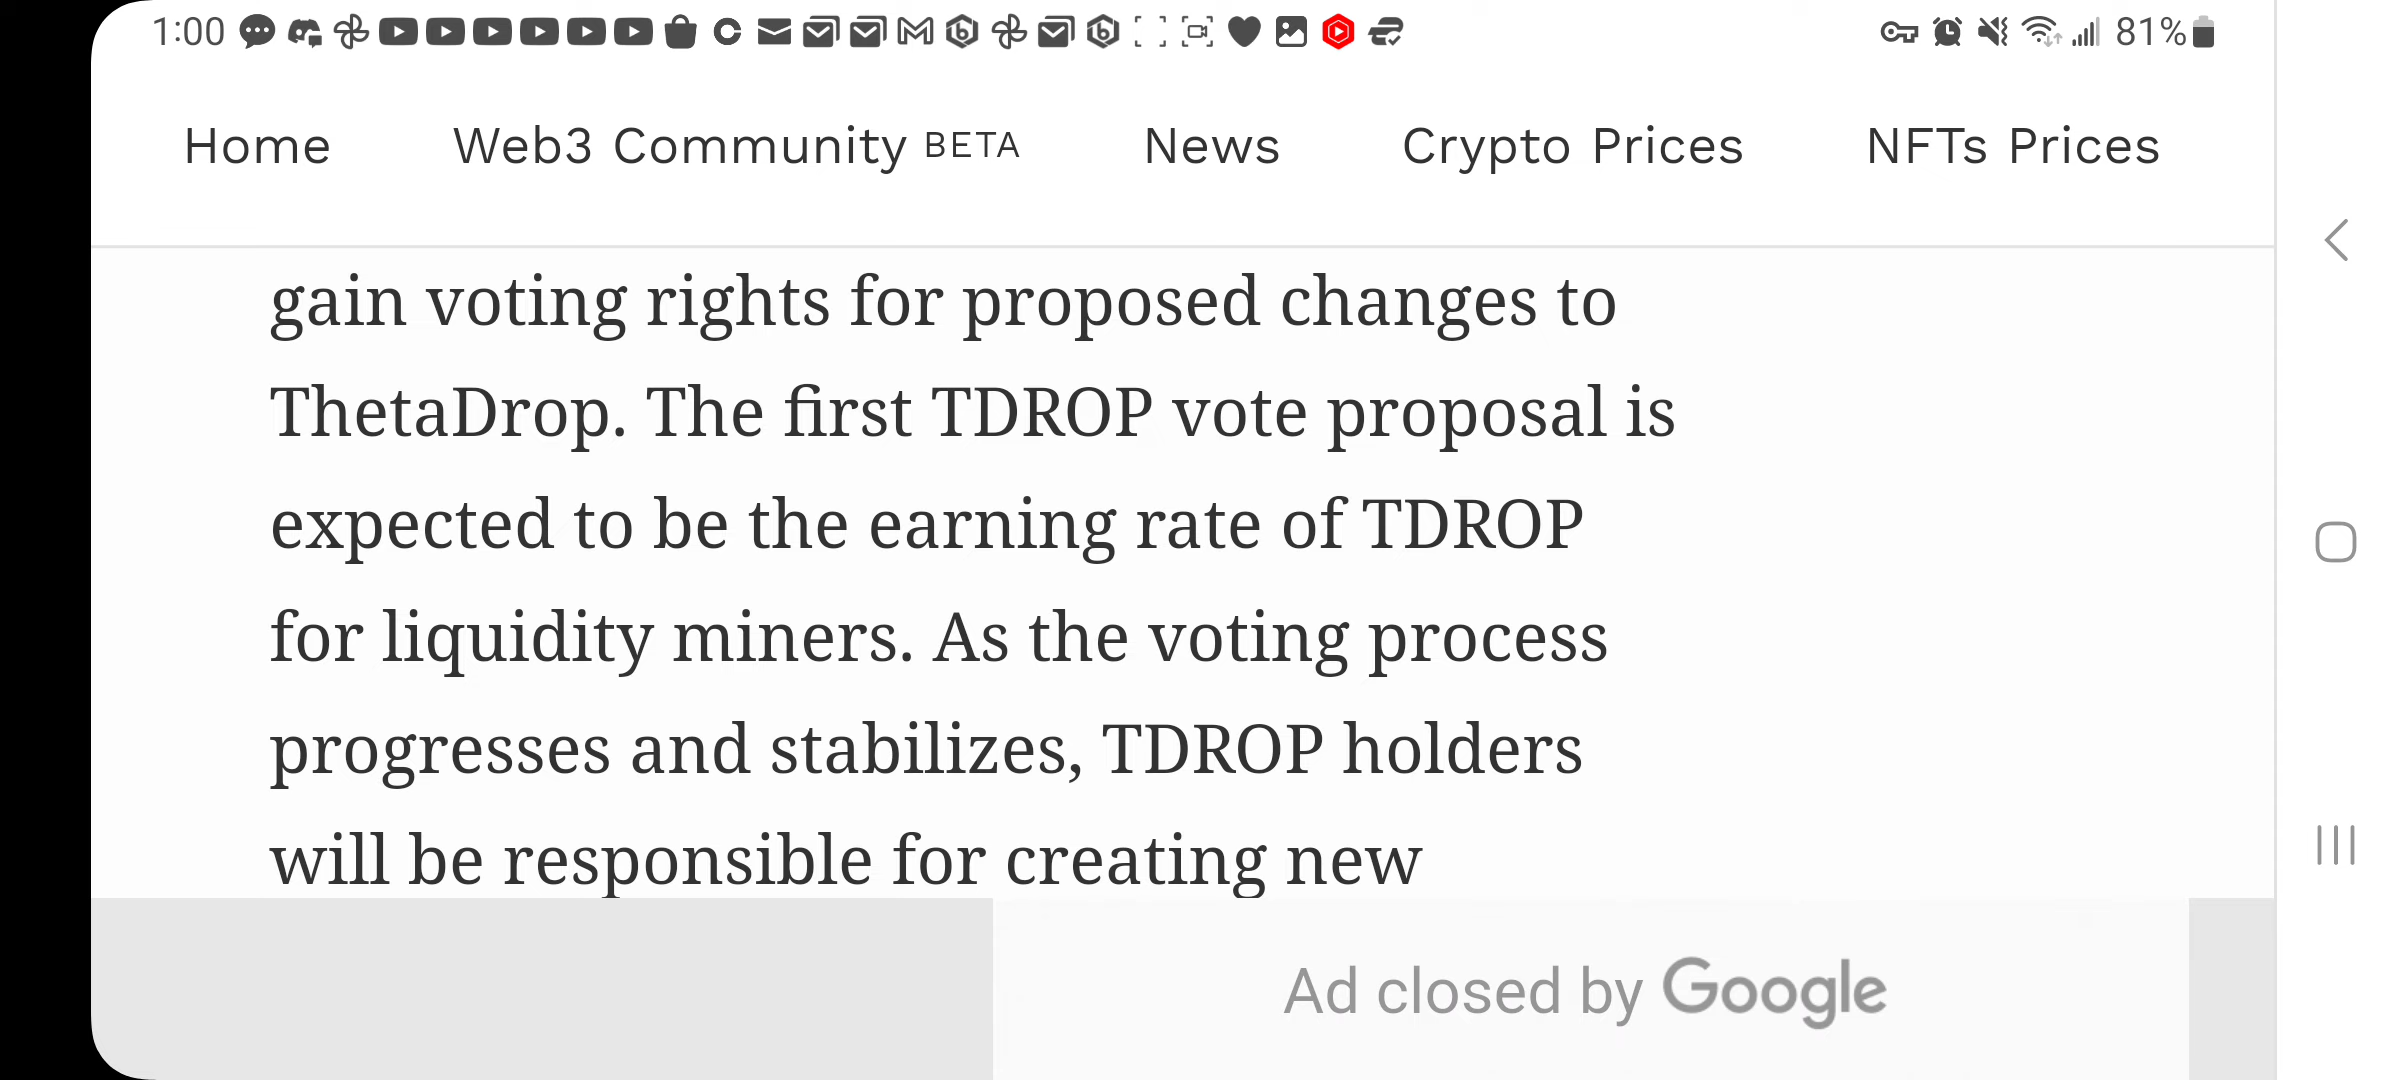 1:00 81%
Home Web3 Community BETA News Crypto Prices NFTs Prices
gain voting rights for proposed changes to
ThetaDrop. The first TDROP vote proposal is
expected to be the earning rate of TDROP
for liquidity miners. As the voting process
progresses and stabilizes, TDROP holders
will be responsible for creating new
Ad closed by Google